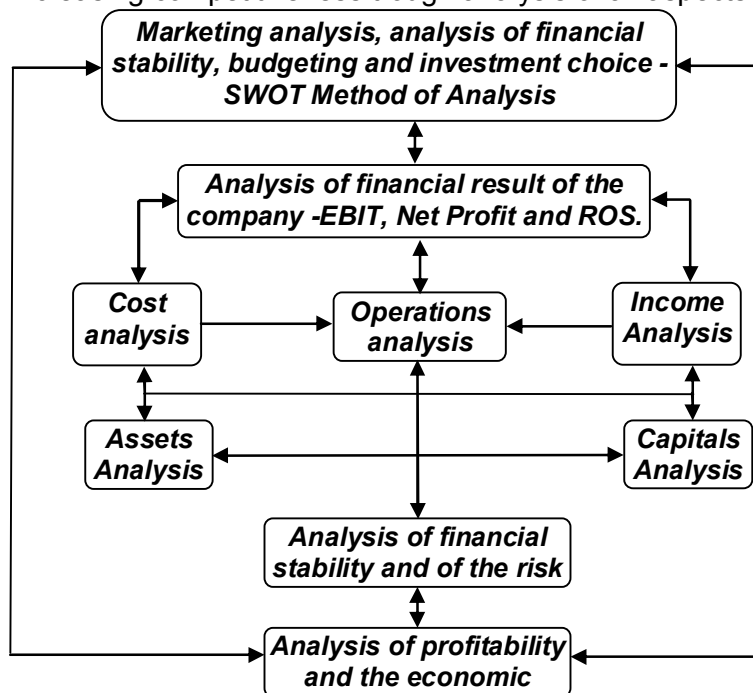 Marketing analysis, analysis of financial
stability, budgeting and investment choice -
SWOT Method of Analysis
Analysis of financial result of the
company -EBIT, Net Profit and ROS.
Cost
analysis
Operations
analysis
Income
Analysis
Assets
Analysis
Capitals
Analysis
Analysis of financial
stability and of the risk
Analysis of profitability
and the economic